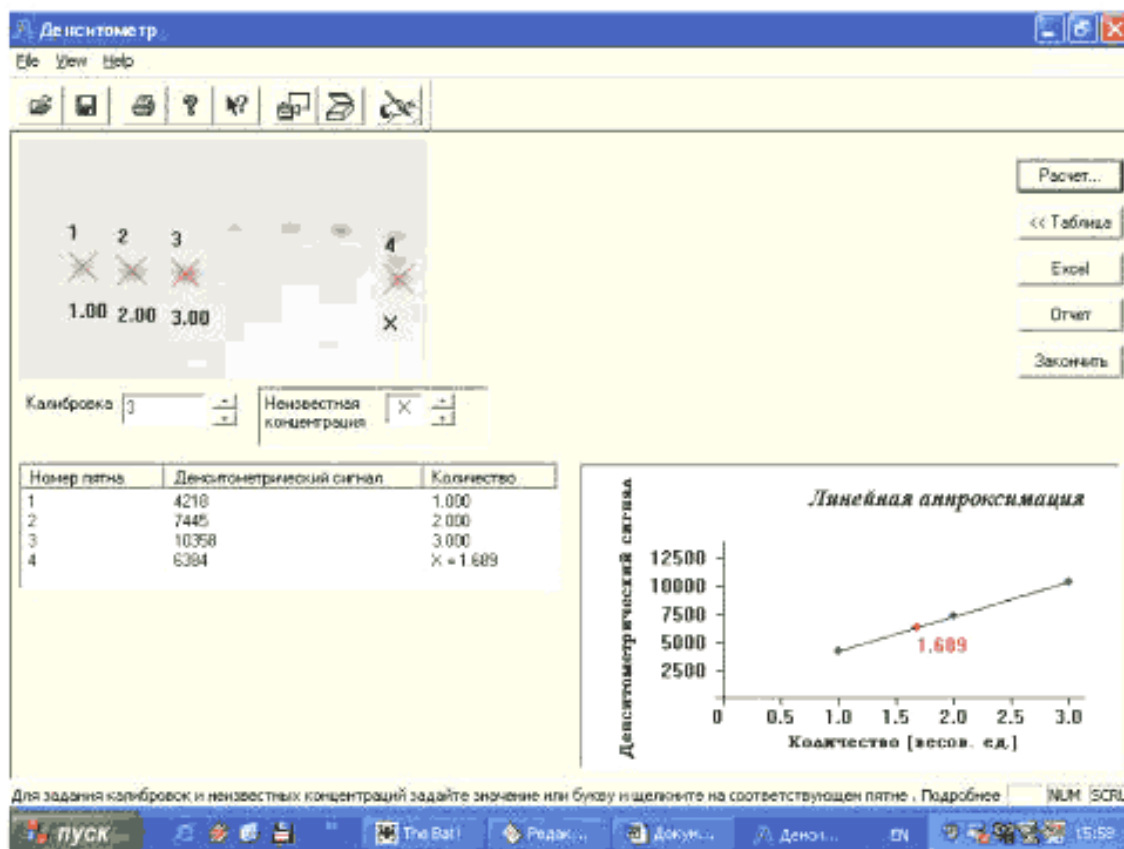 Денситометр
File View Help
1 2 3 4
1.00 2.00 3.00 X
Расчет...
<< Таблица
Excel
Отчет
Закончить
Калибровка 3 Неизвестная концентрация X
Номер пятна Денситометрический сигнал Количество
1 4218 1.000
2 7445 2.000
3 10358 3.000
4 6384 X = 1.689
Линейная аппроксимация
Денситометрический сигнал
12500
10000
7500
5000
2500
1.689
0 0.5 1.0 1.5 2.0 2.5 3.0
Количество [весов. ед.]
Для задания калибровок и неизвестных концентраций задайте значение или букву и щелкните на соответствующем пятне . Подробнее NUM SCRL
пуск The Bat! Редак... Докум... EN 15:58